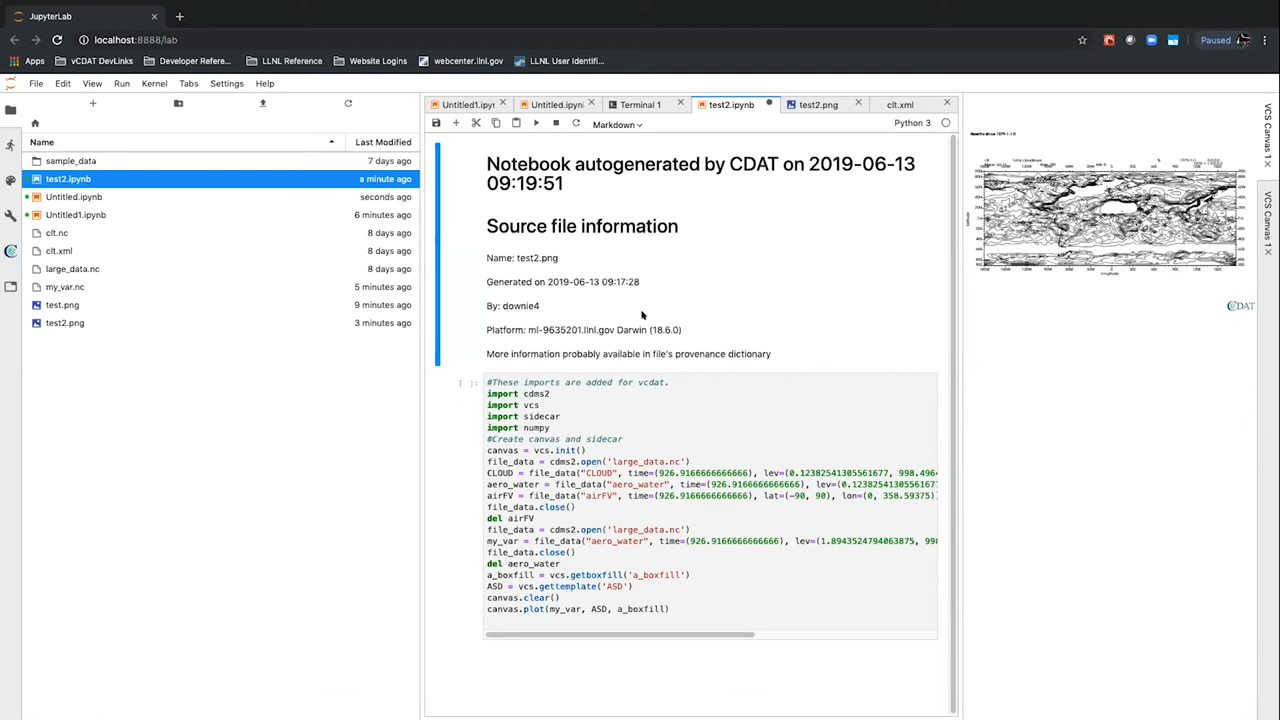 JupyterLab
localhost:8888/lab
Paused
Apps
vCDAT DevLinks
Developer Refere...
LLNL Reference
Website Logins
webcenter.llnl.gov
LLNL User Identifi...
File Edit View Run Kernel Tabs Settings Help
Untitled1.ipyr
Untitled.ipyni
Terminal 1
test2.ipynb
test2.png
clt.xml
Markdown
Python 3
Name Last Modified
sample_data 7 days ago
test2.ipynb a minute ago
Untitled.ipynb seconds ago
Untitled1.ipynb 6 minutes ago
clt.nc 8 days ago
clt.xml 8 days ago
large_data.nc 8 days ago
my_var.nc 5 minutes ago
test.png 9 minutes ago
test2.png 3 minutes ago
Notebook autogenerated by CDAT on 2019-06-13
09:19:51
Source file information
Name: test2.png
Generated on 2019-06-13 09:17:28
By: downie4
Platform: ml-9635201.llnl.gov Darwin (18.6.0)
More information probably available in file's provenance dictionary
[ ]:
#These imports are added for vcdat.
import cdms2
import vcs
import sidecar
import numpy
#Create canvas and sidecar
canvas = vcs.init()
file_data = cdms2.open('large_data.nc')
CLOUD = file_data("CLOUD", time=(926.9166666666666), lev=(0.12382541305561677, 998.4964
aero_water = file_data("aero_water", time=(926.9166666666666), lev=(0.1238254130556167
airFV = file_data("airFV", time=(926.9166666666666), lat=(-90, 90), lon=(0, 358.59375)
file_data.close()
del airFV
file_data = cdms2.open('large_data.nc')
my_var = file_data("aero_water", time=(926.9166666666666), lev=(1.8943524794063875, 998
file_data.close()
del aero_water
a_boxfill = vcs.getboxfill('a_boxfill')
ASD = vcs.gettemplate('ASD')
canvas.clear()
canvas.plot(my_var, ASD, a_boxfill)
VCS Canvas 1
VCS Canvas 1
CDAT